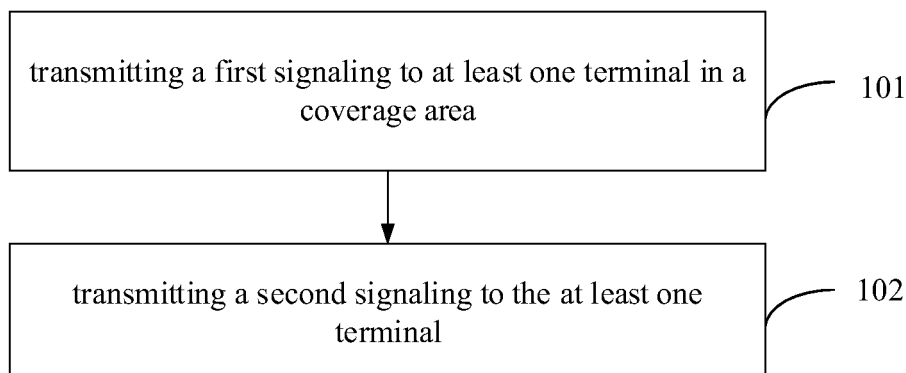 transmitting a first signaling to at least one terminal in a
coverage area
101
transmitting a second signaling to the at least one
terminal
102